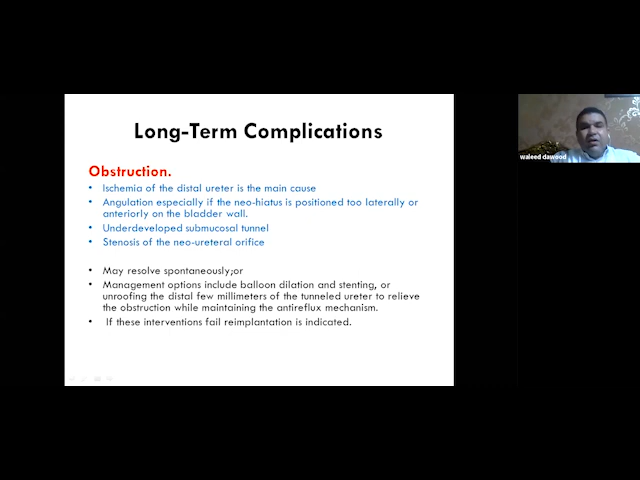 Long-Term Complications
Obstruction.
• Ischemia of the distal ureter is the main cause
• Angulation especially if the neo-hiatus is positioned too laterally or
anteriorly on the bladder wall.
• Underdeveloped submucosal tunnel
• Stenosis of the neo-ureteral orifice
• May resolve spontaneously;or
• Management options include balloon dilation and stenting, or
unroofing the distal few millimeters of the tunneled ureter to relieve
the obstruction while maintaining the antireflux mechanism.
• If these interventions fail reimplantation is indicated.
waleed dawood